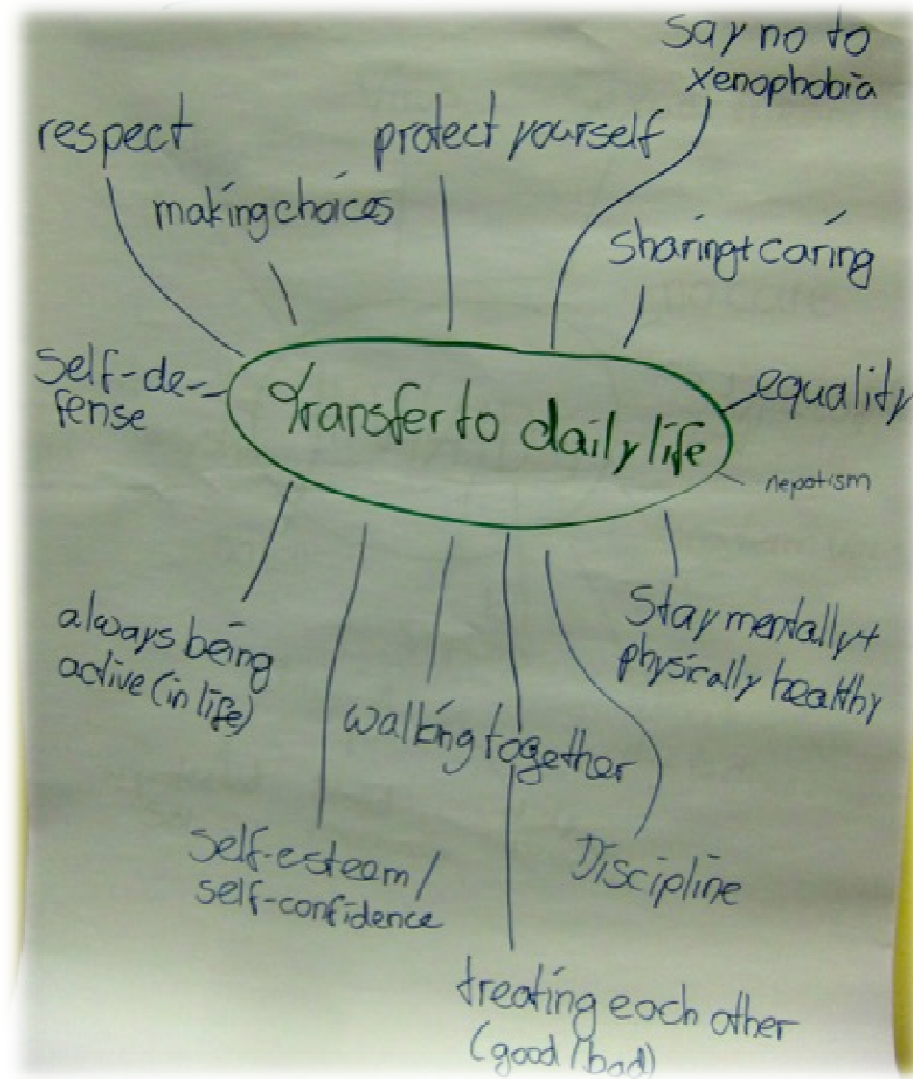 say no to
xenophobia
respect
protect yourself
making choices
sharing + caring
self-de-
fense
transfer to daily life
equality
nepotism
always being
active (in life)
stay mentally +
physically healthy
walking together
self-esteam /
self-confidence
Discipline
treating each other
(good / bad)